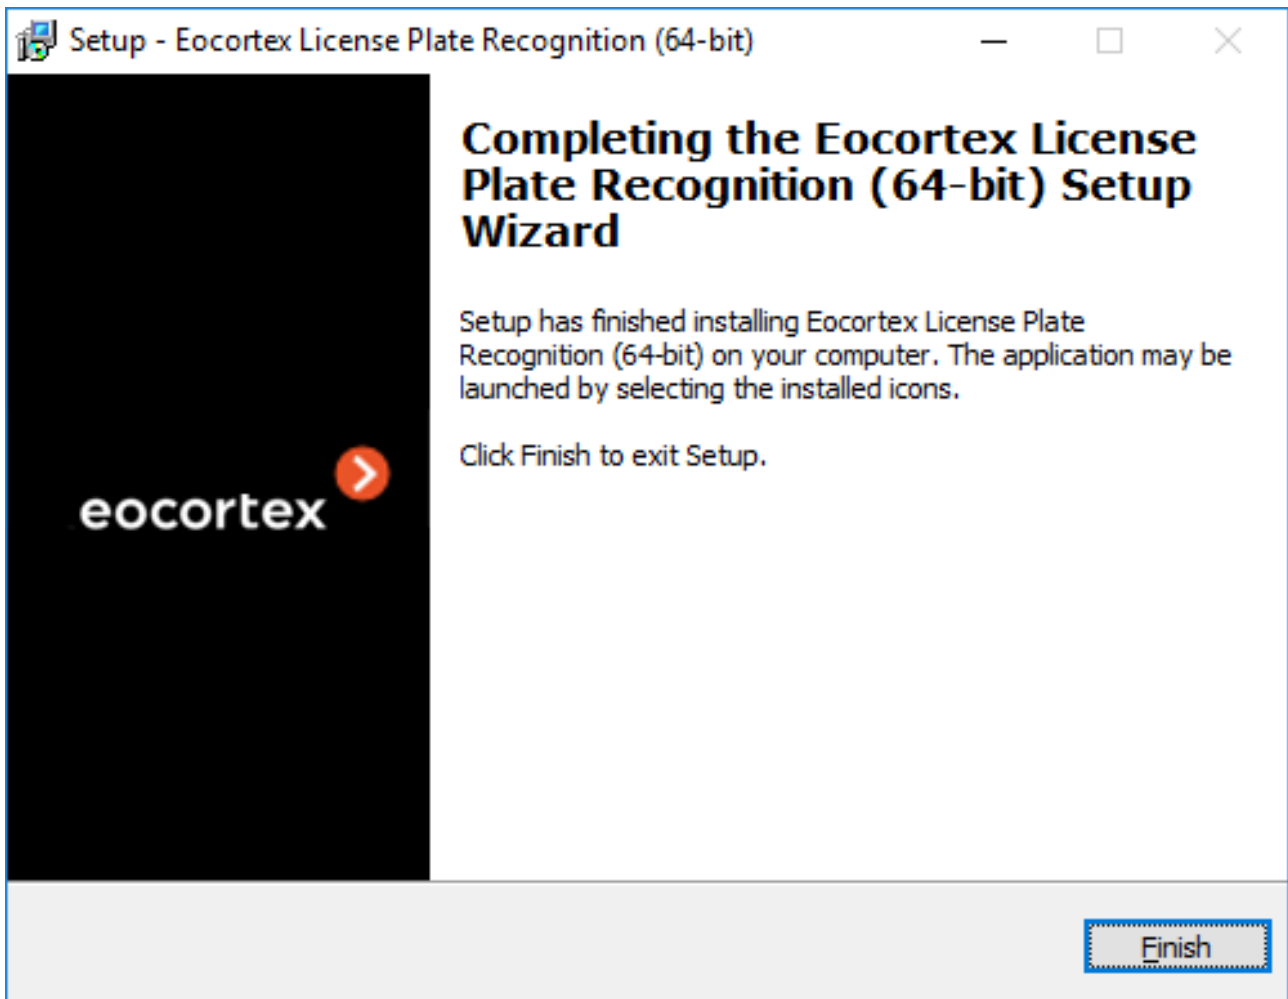 Setup - Eocortex License Plate Recognition (64-bit)
Completing the Eocortex License
Plate Recognition (64-bit) Setup
Wizard
Setup has finished installing Eocortex License Plate
Recognition (64-bit) on your computer. The application may be
launched by selecting the installed icons.
Click Finish to exit Setup.
eocortex
Finish